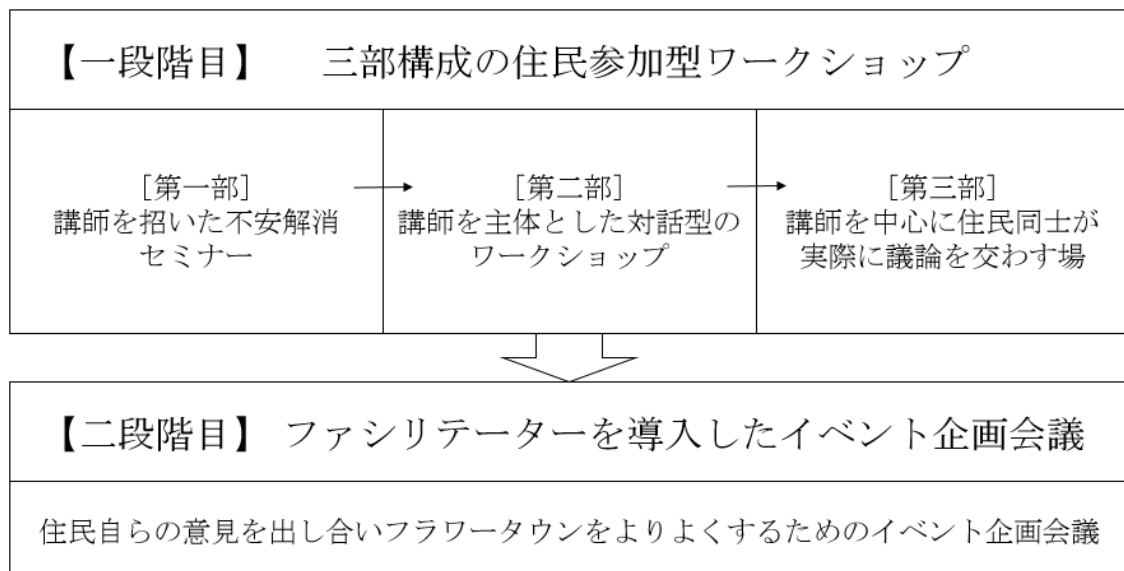 【一段階目】 三部構成の住民参加型ワークショップ
[第一部]
講師を招いた不安解消
セミナー
[第二部]
講師を主体とした対話型の
ワークショップ
[第三部]
講師を中心に住民同士が
実際に議論を交わす場
【二段階目】 ファシリテーターを導入したイベント企画会議
住民自らの意見を出し合いフラワータウンをよりよくするためのイベント企画会議